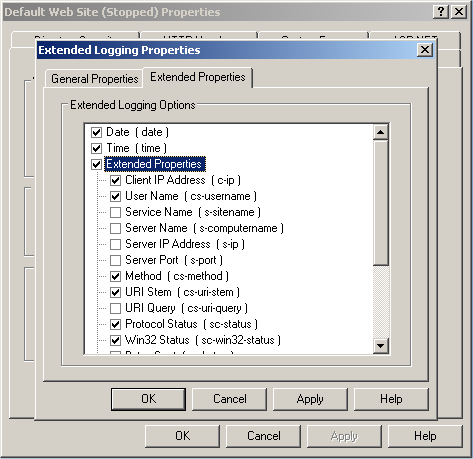 Default Web Site (Stopped) Properties
Extended Logging Properties
General Properties Extended Properties
Extended Logging Options
Date ( date )
Time ( time )
Extended Properties
Client IP Address ( c-ip )
User Name ( cs-username )
Service Name ( s-sitename )
Server Name ( s-computername )
Server IP Address ( s-ip )
Server Port ( s-port )
Method ( cs-method )
URI Stem ( cs-uri-stem )
URI Query ( cs-uri-query )
Protocol Status ( sc-status )
Win32 Status ( sc-win32-status )
OK Cancel Apply Help
OK Cancel Apply Help